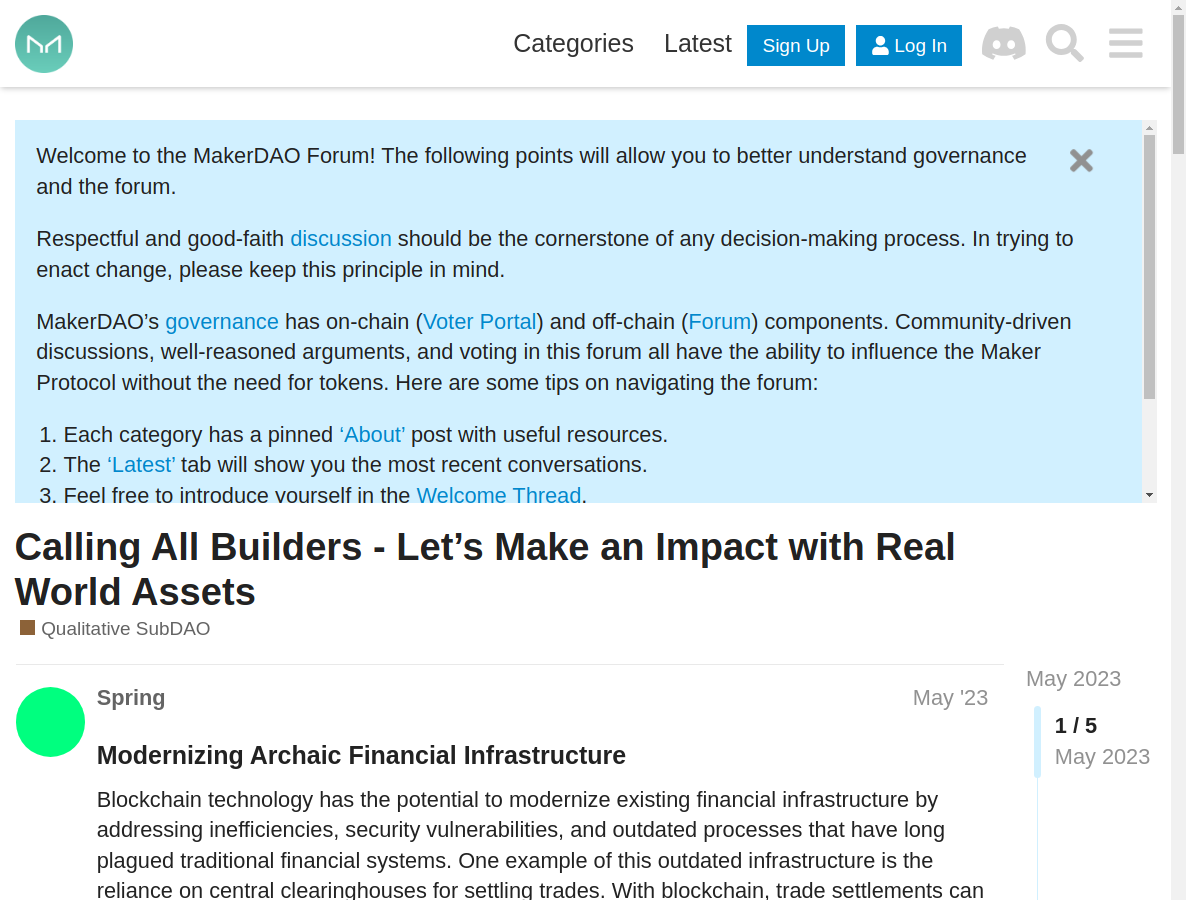 Categories Latest Sign Up Log In
Welcome to the MakerDAO Forum! The following points will allow you to better understand governance
and the forum.
Respectful and good-faith discussion should be the cornerstone of any decision-making process. In trying to
enact change, please keep this principle in mind.
MakerDAO’s governance has on-chain (Voter Portal) and off-chain (Forum) components. Community-driven
discussions, well-reasoned arguments, and voting in this forum all have the ability to influence the Maker
Protocol without the need for tokens. Here are some tips on navigating the forum:
1. Each category has a pinned ‘About’ post with useful resources.
2. The ‘Latest’ tab will show you the most recent conversations.
3. Feel free to introduce yourself in the Welcome Thread.
Calling All Builders - Let’s Make an Impact with Real
World Assets
Qualitative SubDAO
Spring May '23
May 2023
1 / 5
May 2023
Modernizing Archaic Financial Infrastructure
Blockchain technology has the potential to modernize existing financial infrastructure by
addressing inefficiencies, security vulnerabilities, and outdated processes that have long
plagued traditional financial systems. One example of this outdated infrastructure is the
reliance on central clearinghouses for settling trades. With blockchain, trade settlements can